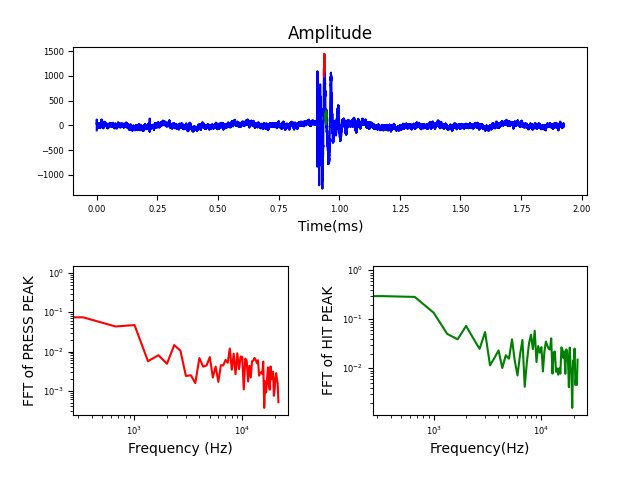 Amplitude
1500
1000
500
0
−500
−1000
0.00 0.25 0.50 0.75 1.00 1.25 1.50 1.75 2.00
Time(ms)
FFT of PRESS PEAK
10⁰
10⁻¹
10⁻²
10⁻³
10³ 10⁴
Frequency (Hz)
FFT of HIT PEAK
10⁰
10⁻¹
10⁻²
10³ 10⁴
Frequency(Hz)